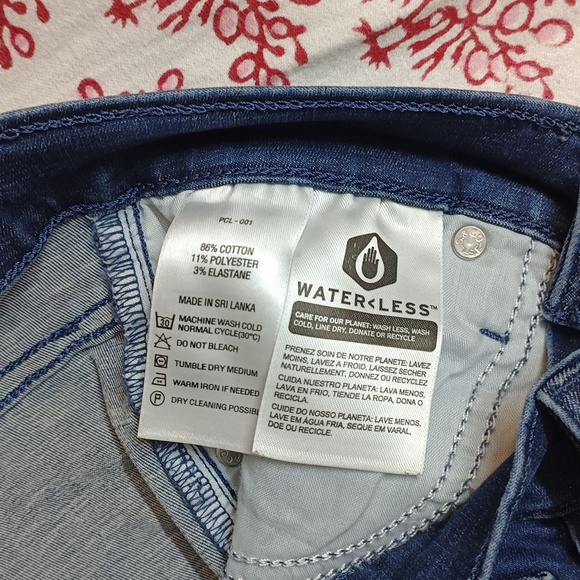 PCL - 001
86% COTTON
11% POLYESTER
3% ELASTANE
MADE IN SRI LANKA
30 MACHINE WASH COLD
NORMAL CYCLE(30°C)
DO NOT BLEACH
TUMBLE DRY MEDIUM
WARM IRON IF NEEDED
P DRY CLEANING POSSIB
WATER<LESS™
CARE FOR OUR PLANET: WASH LESS, WASH
COLD, LINE DRY, DONATE OR RECYCLE
PRENEZ SOIN DE NOTRE PLANETE: LAVEZ
MOINS, LAVEZ A FROID, LAISSEZ SECHER
NATURELLEMENT, DONNEZ OU RECYCLEZ
CUIDA NUESTRO PLANETA: LAVA MENOS,
LAVA EN FRIO, TIENDE LA ROPA, DONA O
RECICLA.
CUIDE DO NOSSO PLANETA: LAVE MENOS,
LAVE EM ÁGUA FRIA, SEQUE EM VARAL,
DOE OU RECICLE.